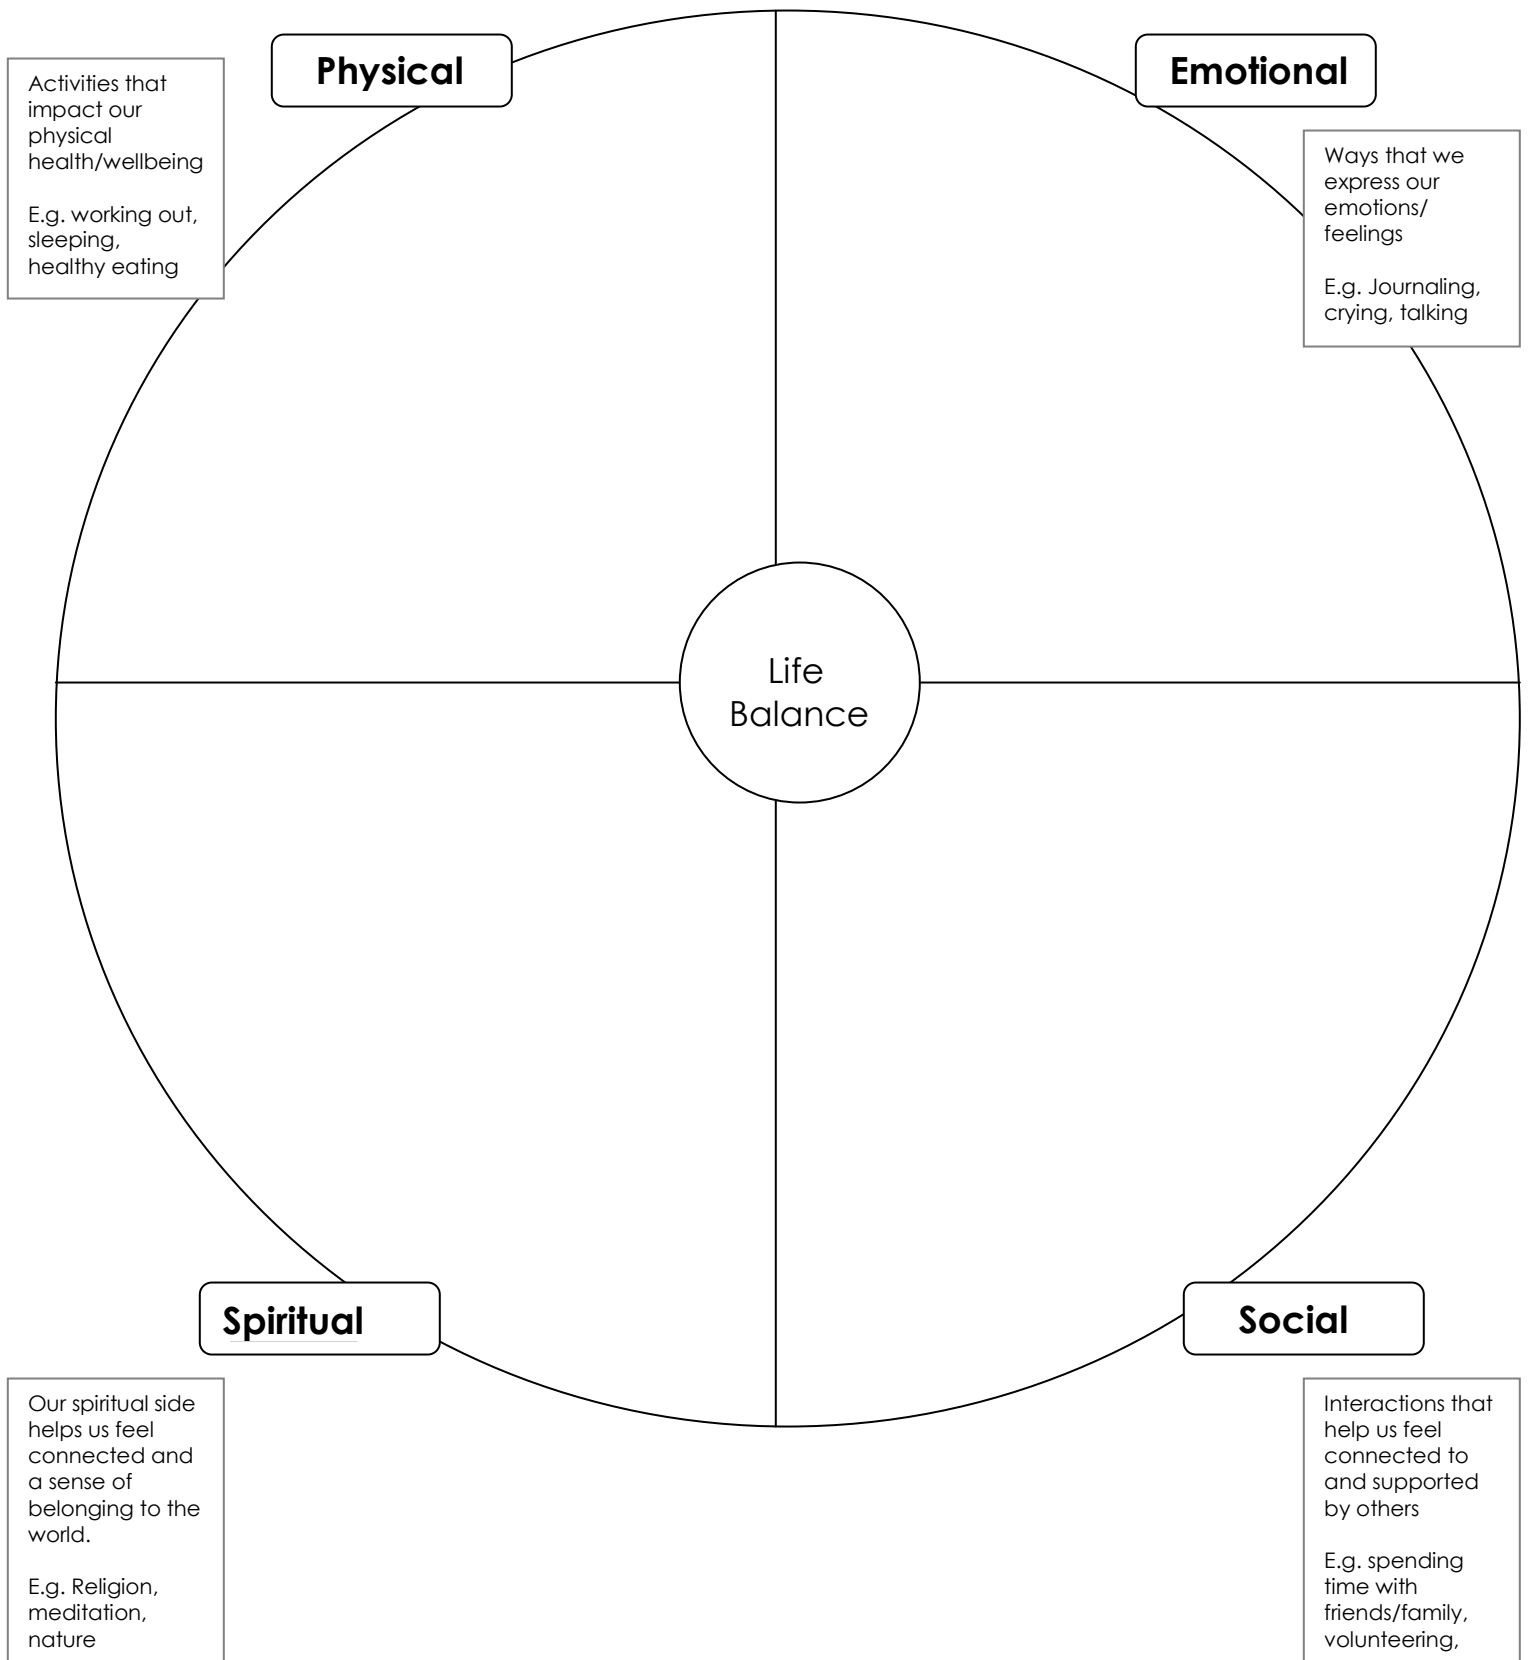 Physical
Activities that
impact our
physical
health/wellbeing
E.g. working out,
sleeping,
healthy eating
Emotional
Ways that we
express our
emotions/
feelings
E.g. Journaling,
crying, talking
Life
Balance
Spiritual
Our spiritual side
helps us feel
connected and
a sense of
belonging to the
world.
E.g. Religion,
meditation,
nature
Social
Interactions that
help us feel
connected to
and supported
by others
E.g. spending
time with
friends/family,
volunteering,